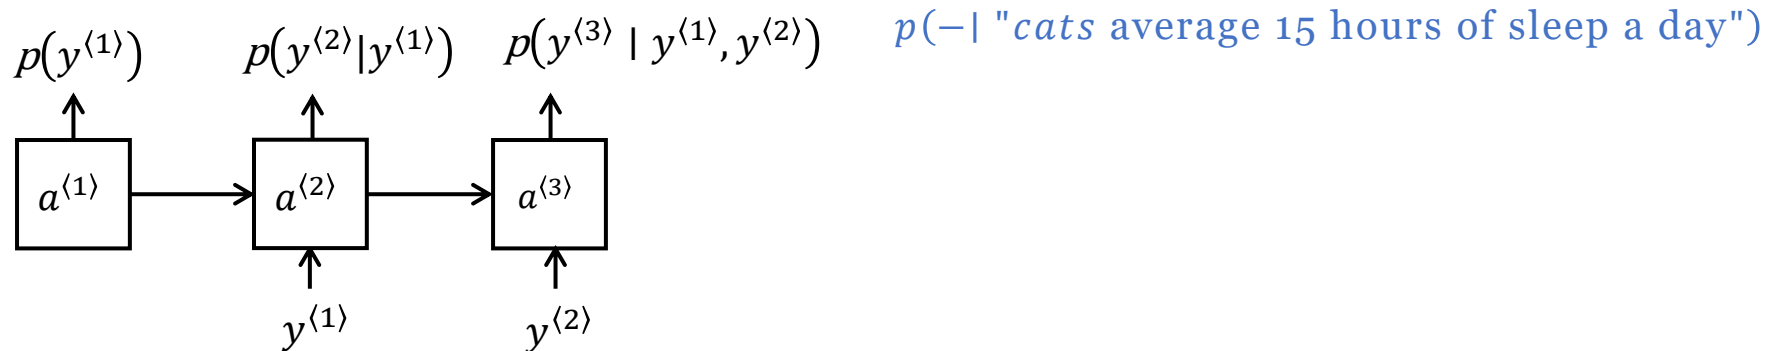 p(y⟨1⟩) p(y⟨2⟩|y⟨1⟩) p(y⟨3⟩ | y⟨1⟩, y⟨2⟩) p(−| "cats average 15 hours of sleep a day")
a⟨1⟩ a⟨2⟩ a⟨3⟩
y⟨1⟩ y⟨2⟩